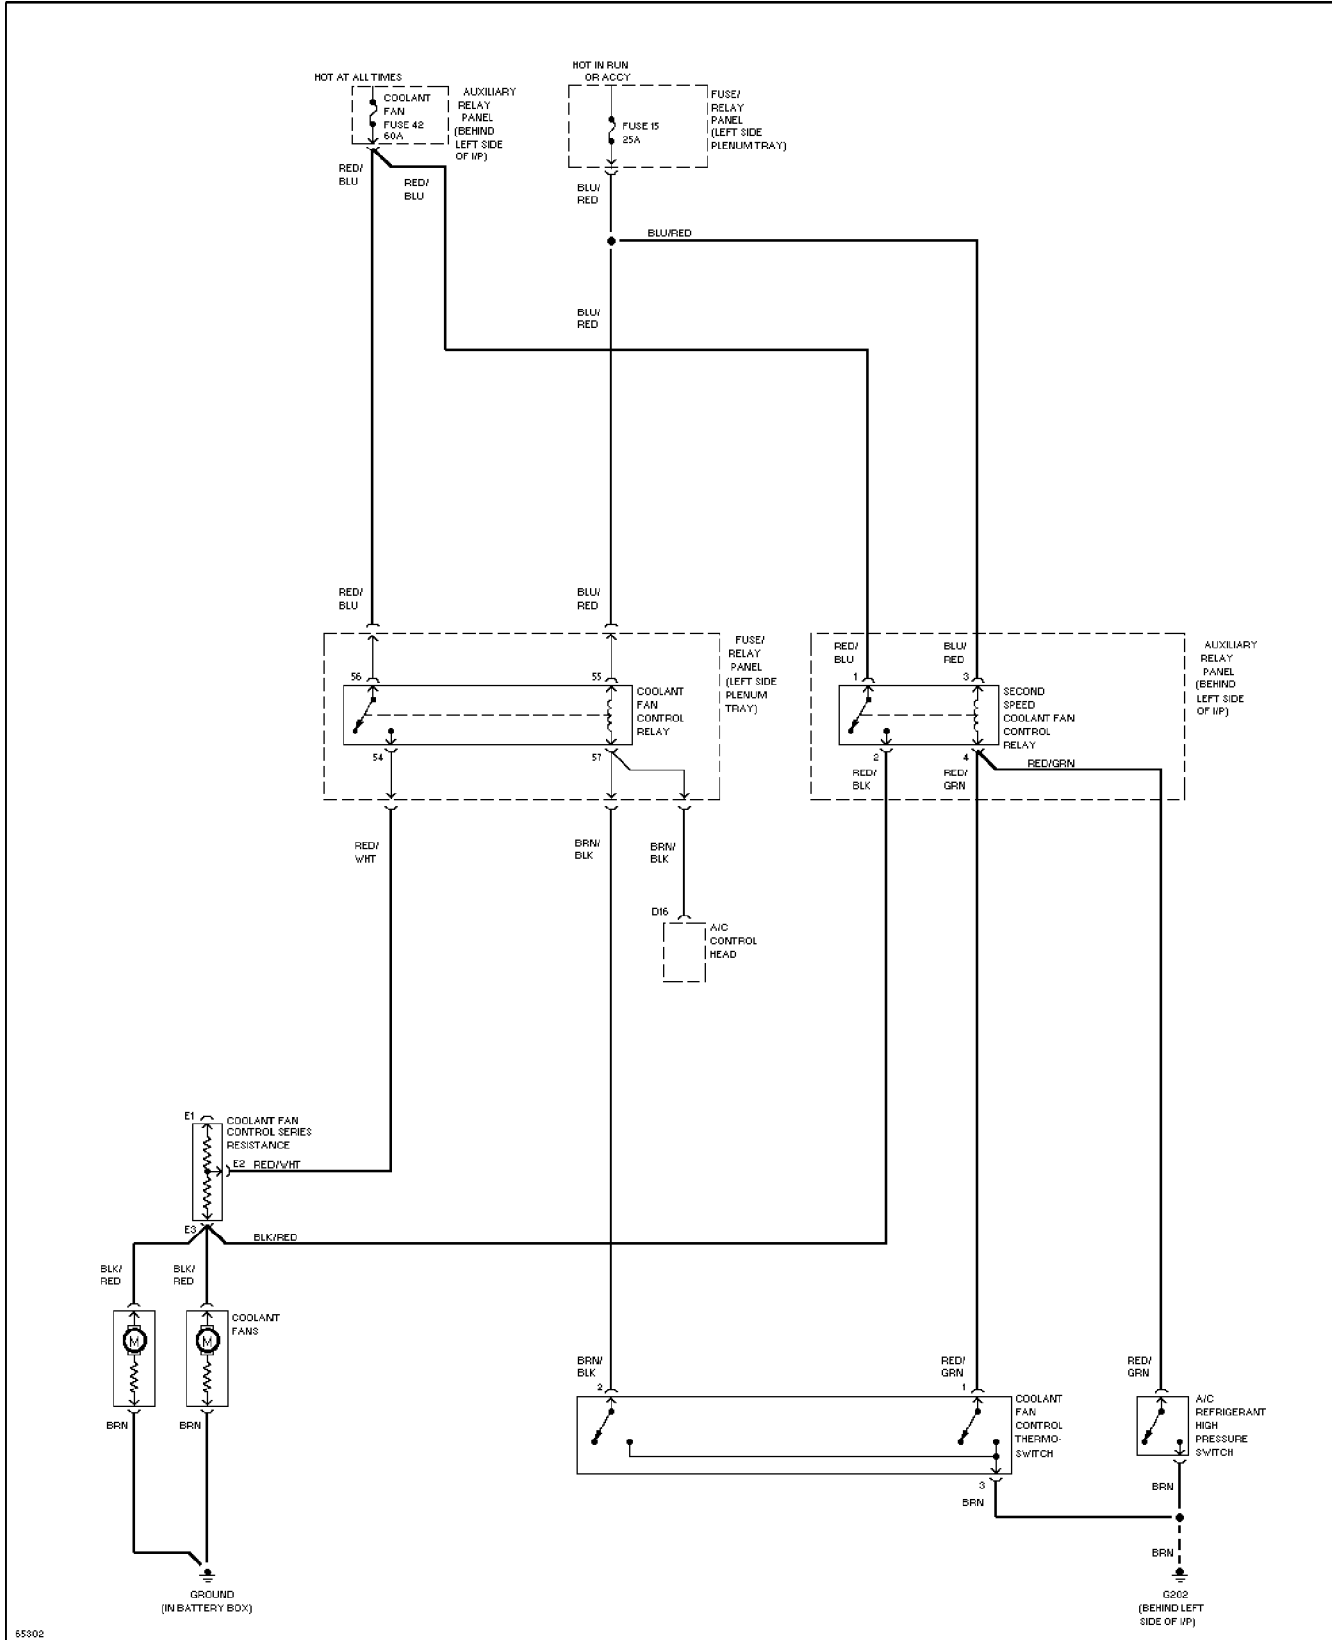 HOT AT ALL TIMES
COOLANT
FAN
FUSE 42
60A
AUXILIARY
RELAY
PANEL
(BEHIND
LEFT SIDE
OF I/P)
HOT IN RUN
OR ACCY
FUSE 15
25A
FUSE/
RELAY
PANEL
(LEFT SIDE
PLENUM TRAY)
RED/
BLU
RED/
BLU
BLU/
RED
BLU/RED
BLU/
RED
RED/
BLU
BLU/
RED
FUSE/
RELAY
PANEL
(LEFT SIDE
PLENUM
TRAY)
56
55
COOLANT
FAN
CONTROL
RELAY
54
57
RED/
BLU
BLU/
RED
AUXILIARY
RELAY
PANEL
(BEHIND
LEFT SIDE
OF I/P)
1
3
SECOND
SPEED
COOLANT FAN
CONTROL
RELAY
2
4
RED/
BLK
RED/
GRN
RED/GRN
RED/
WHT
BRN/
BLK
BRN/
BLK
D16
A/C
CONTROL
HEAD
E1
COOLANT FAN
CONTROL SERIES
RESISTANCE
E2
RED/WHT
E3
BLK/RED
BLK/
RED
BLK/
RED
M
M
COOLANT
FANS
BRN
BRN
GROUND
(IN BATTERY BOX)
BRN/
BLK
2
RED/
GRN
1
COOLANT
FAN
CONTROL
THERMO-
SWITCH
3
BRN
RED/
GRN
A/C
REFRIGERANT
HIGH
PRESSURE
SWITCH
BRN
BRN
G202
(BEHIND LEFT
SIDE OF I/P)
65302